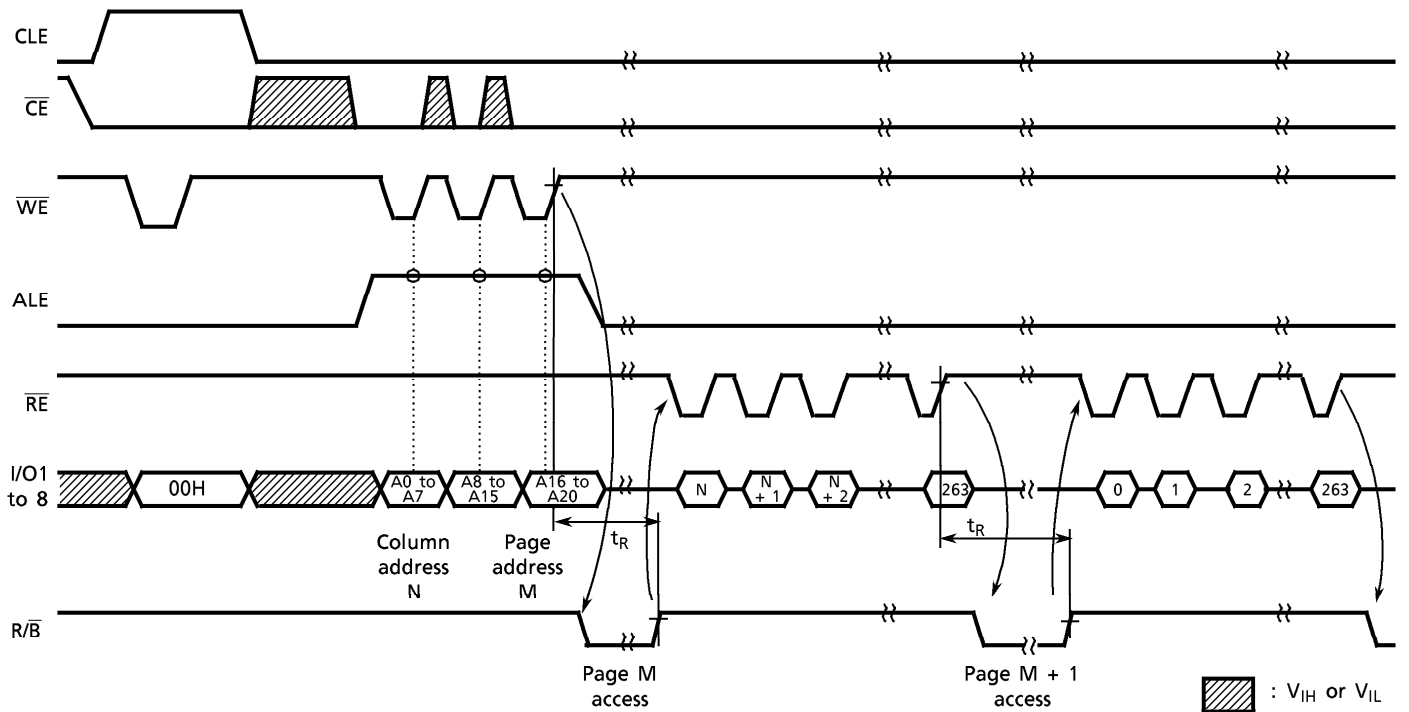 CLE
CE
WE
ALE
RE
I/O1
to 8
00H
A0 to
A7
A8 to
A15
A16 to
A20
N
N
+ 1
N
+ 2
263
0
1
2
263
Column
address
N
Page
address
M
tR
tR
R/B
Page M
access
Page M + 1
access
: VIH or VIL